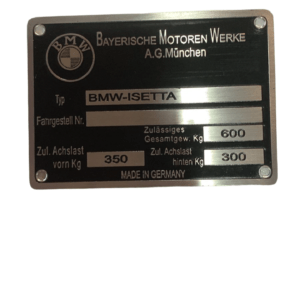 BMW
BAYERISCHE MOTOREN WERKE
A.G. München
Typ BMW-ISETTA
Fahrgestell Nr.
Zulässiges Gesamtgew. Kg 600
Zul. Achslast vorn Kg 350
Zul. Achslast hinten Kg 300
MADE IN GERMANY